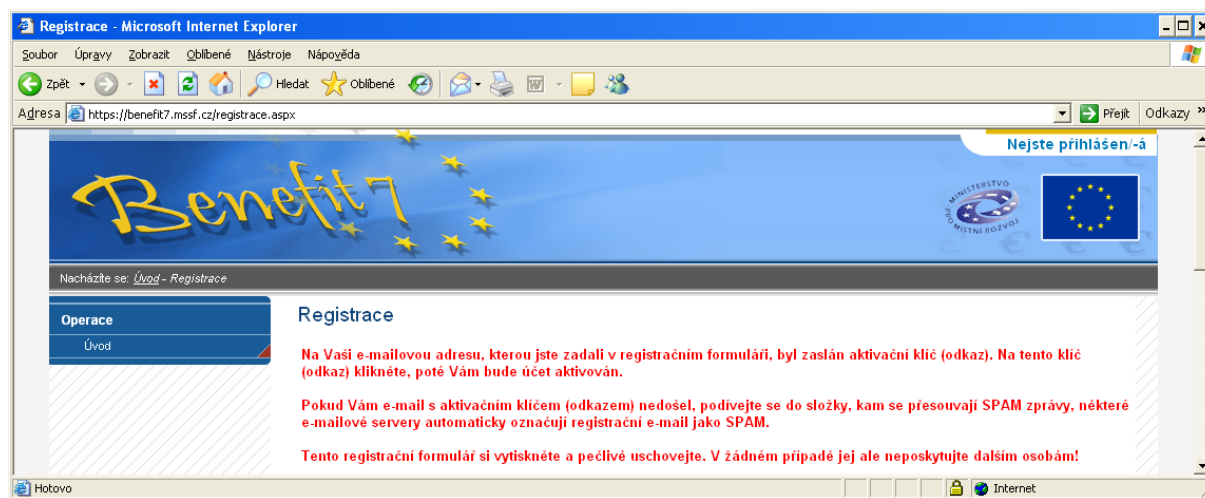 Registrace - Microsoft Internet Explorer
Soubor Úpravy Zobrazit Oblíbené Nástroje Nápověda
Zpět Hledat Oblíbené
Adresa https://benefit7.mssf.cz/registrace.aspx Přejít Odkazy »
Nejste přihlášen/-á
Benefit7
MINISTERSTVO PRO MÍSTNÍ ROZVOJ
Nacházíte se: Úvod - Registrace
Operace
Úvod
Registrace
Na Vaši e-mailovou adresu, kterou jste zadali v registračním formuláři, byl zaslán aktivační klíč (odkaz). Na tento klíč
(odkaz) klikněte, poté Vám bude účet aktivován.
Pokud Vám e-mail s aktivačním klíčem (odkazem) nedošel, podívejte se do složky, kam se přesouvají SPAM zprávy, některé
e-mailové servery automaticky označují registrační e-mail jako SPAM.
Tento registrační formulář si vytiskněte a pečlivě uschovejte. V žádném případě jej ale neposkytujte dalším osobám!
Hotovo Internet